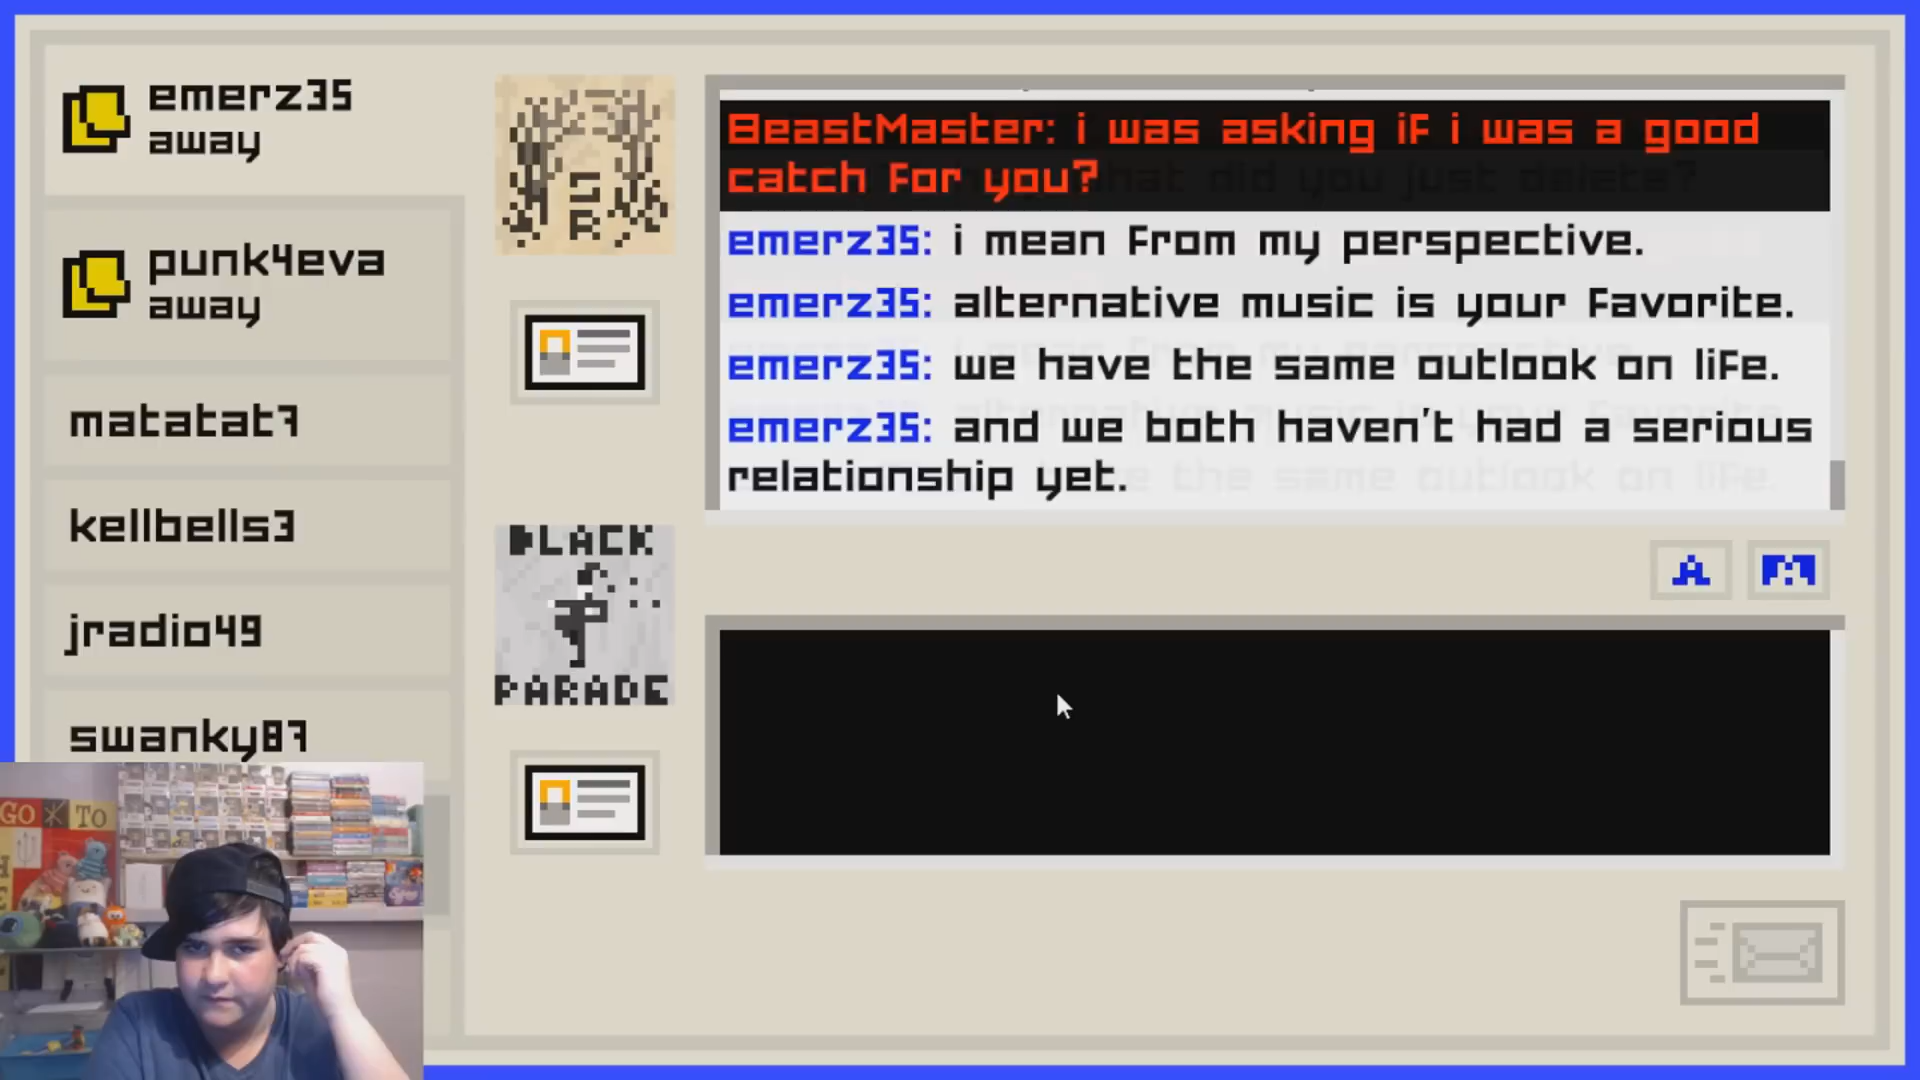 emerz35
away
punk4eva
away
matatat7
kellbells3
jradio49
swanky87
S
R
BLACK
PARADE
BeastMaster: i was asking if i was a good
catch for you?
emerz35: i mean from my perspective.
emerz35: alternative music is your favorite.
emerz35: we have the same outlook on life.
emerz35: and we both haven't had a serious
relationship yet.
A
GO TO